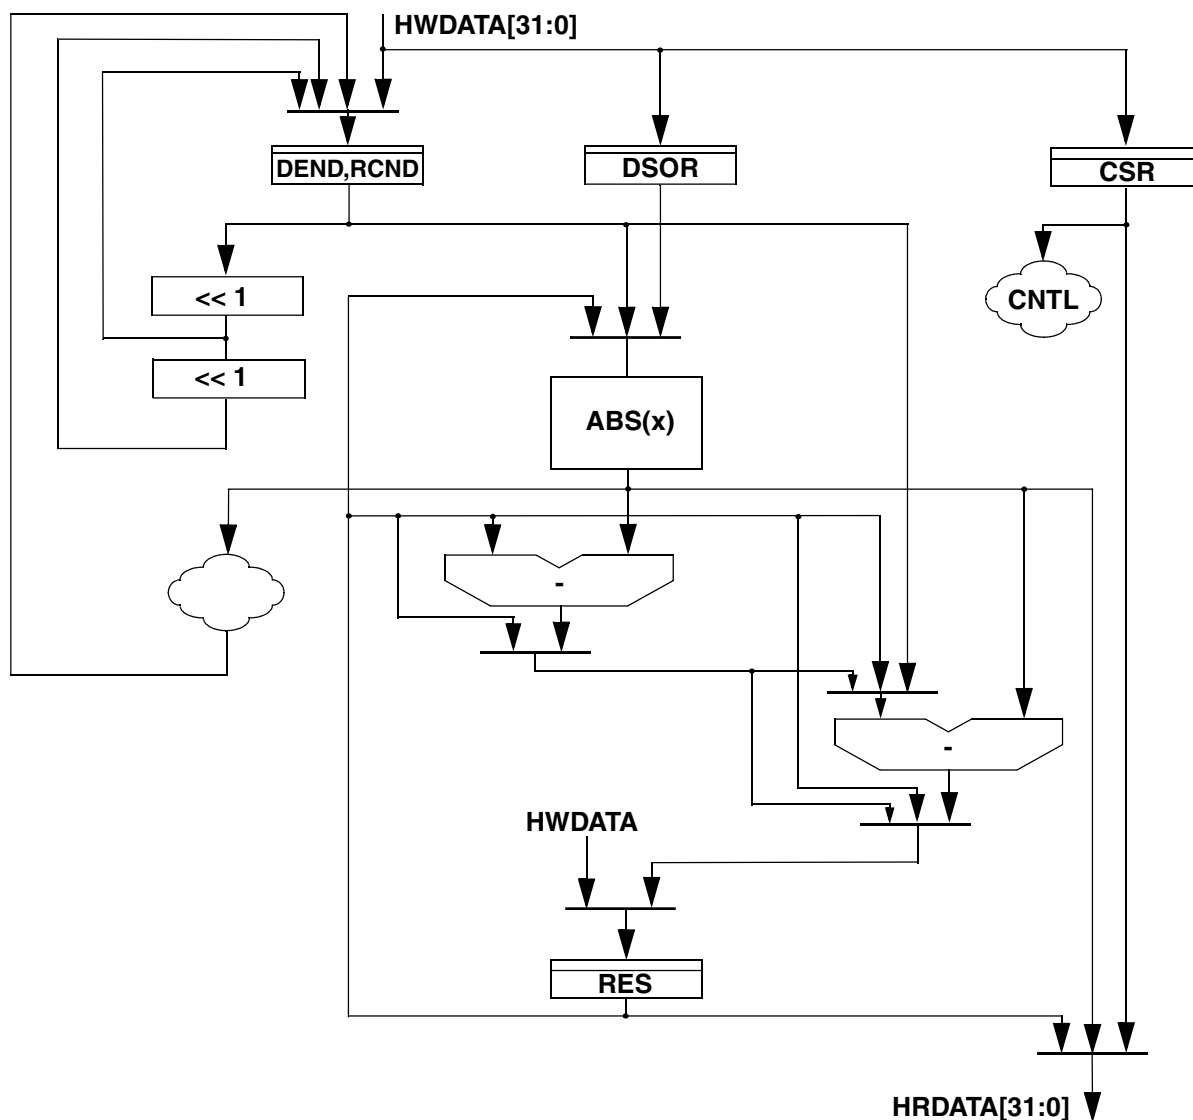 HWDATA[31:0]
DEND,RCND
DSOR
CSR
<< 1
CNTL
<< 1
ABS(x)
-
-
HWDATA
RES
HRDATA[31:0]